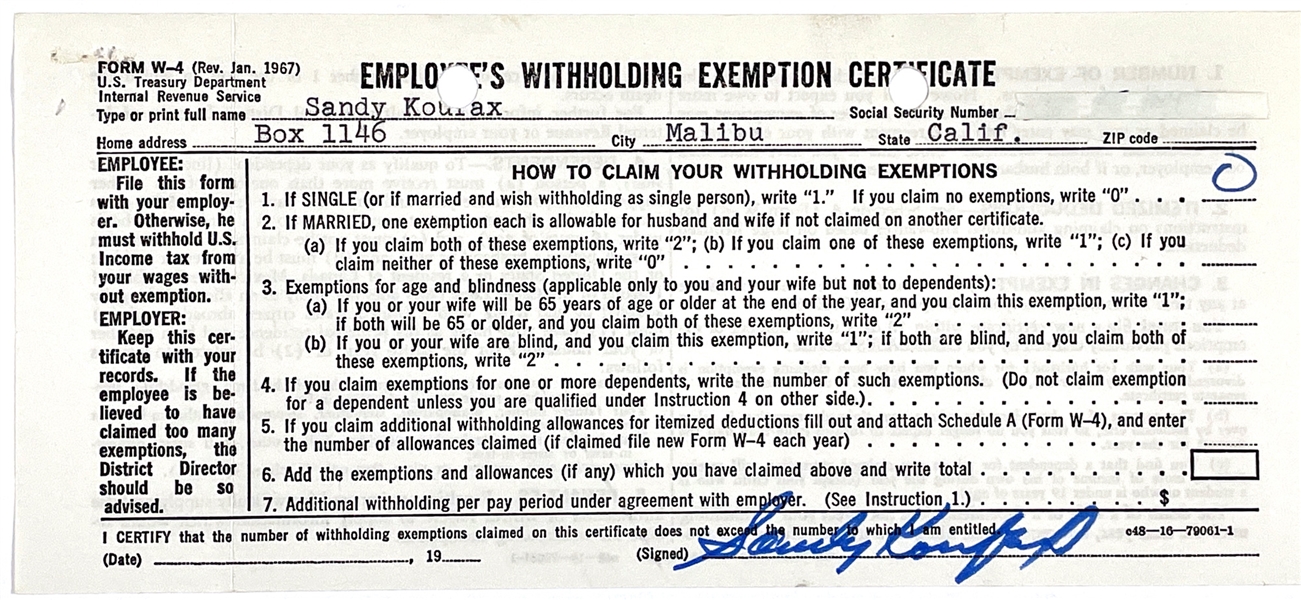 FORM W-4 (Rev. Jan. 1967)
U.S. Treasury Department
Internal Revenue Service
EMPLOYEE'S WITHHOLDING EXEMPTION CERTIFICATE
Type or print full name Sandy Koufax Social Security Number
Home address Box 1146 City Malibu State Calif. ZIP code
EMPLOYEE:
File this form
with your employ-
er. Otherwise, he
must withhold U.S.
Income tax from
your wages with-
out exemption.
EMPLOYER:
Keep this cer-
tificate with your
records. If the
employee is be-
lieved to have
claimed too many
exemptions, the
District Director
should be so
advised.
HOW TO CLAIM YOUR WITHHOLDING EXEMPTIONS
1. If SINGLE (or if married and wish withholding as single person), write "1." If you claim no exemptions, write "0" . . . 0
2. If MARRIED, one exemption each is allowable for husband and wife if not claimed on another certificate.
(a) If you claim both of these exemptions, write "2"; (b) If you claim one of these exemptions, write "1"; (c) If you
claim neither of these exemptions, write "0"
3. Exemptions for age and blindness (applicable only to you and your wife but not to dependents):
(a) If you or your wife will be 65 years of age or older at the end of the year, and you claim this exemption, write "1";
if both will be 65 or older, and you claim both of these exemptions, write "2"
(b) If you or your wife are blind, and you claim this exemption, write "1"; if both are blind, and you claim both of
these exemptions, write "2"
4. If you claim exemptions for one or more dependents, write the number of such exemptions. (Do not claim exemption
for a dependent unless you are qualified under Instruction 4 on other side.)
5. If you claim additional withholding allowances for itemized deductions fill out and attach Schedule A (Form W-4), and enter
the number of allowances claimed (if claimed file new Form W-4 each year)
6. Add the exemptions and allowances (if any) which you have claimed above and write total
7. Additional withholding per pay period under agreement with employer. (See Instruction 1.) $
I CERTIFY that the number of withholding exemptions claimed on this certificate does not exceed the number to which I am entitled. c48-16-79061-1
(Date) , 19 (Signed) Sandy Koufax